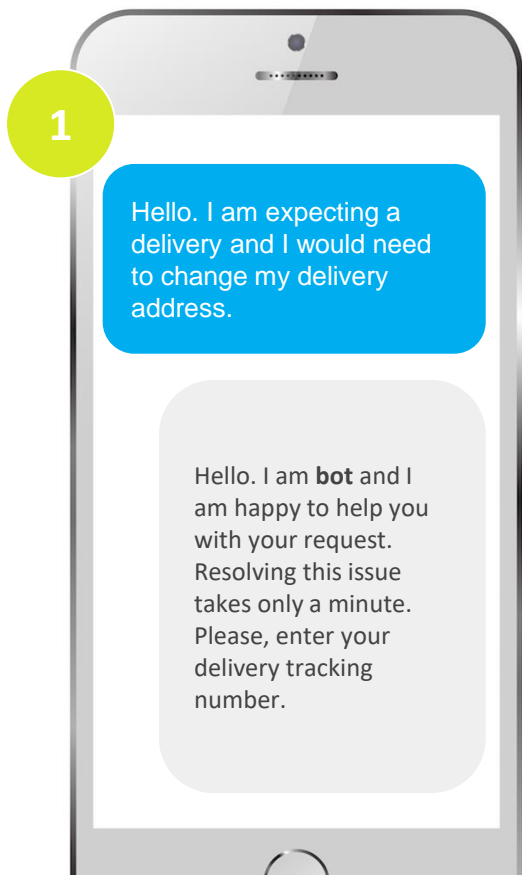 1
Hello. I am expecting a
delivery and I would need
to change my delivery
address.
Hello. I am bot and I
am happy to help you
with your request.
Resolving this issue
takes only a minute.
Please, enter your
delivery tracking
number.